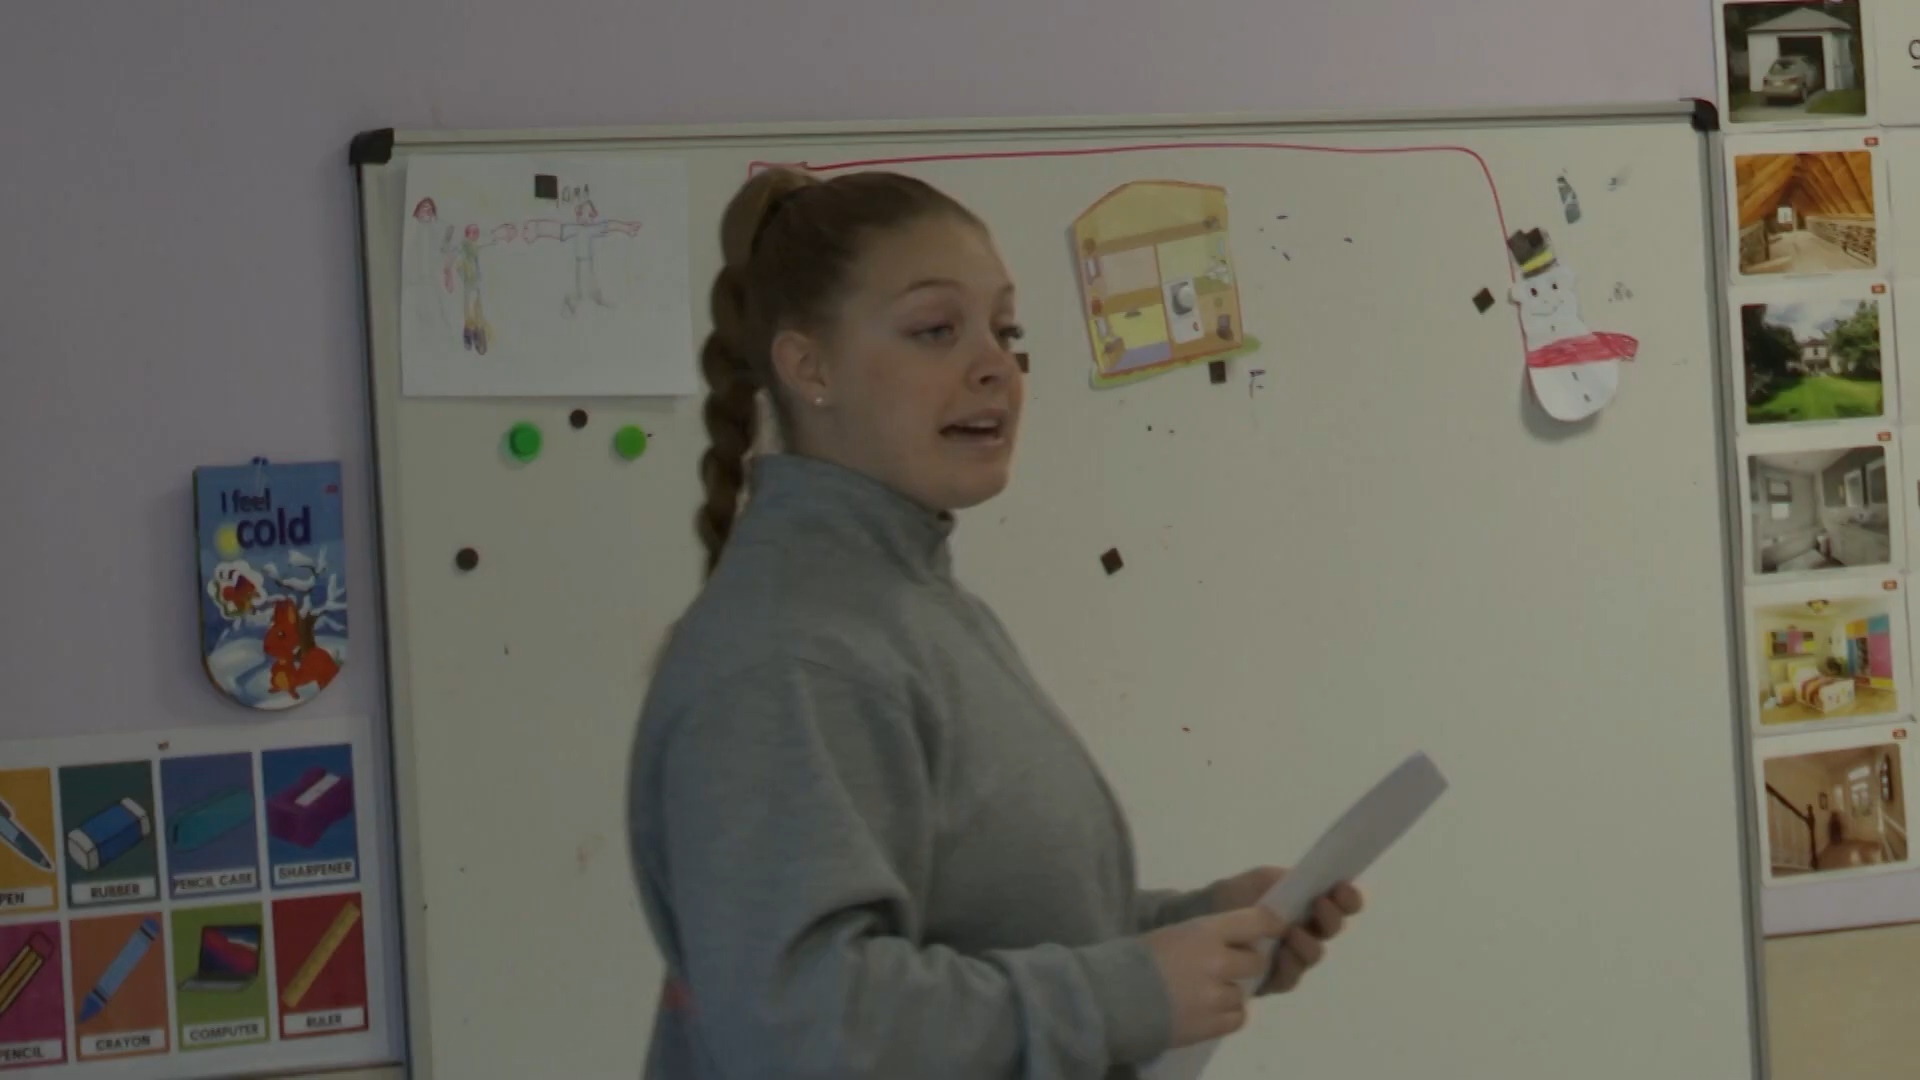 I feel
cold
PEN
RUBBER
PENCIL CASE
SHARPENER
PENCIL
CRAYON
COMPUTER
RULER
F